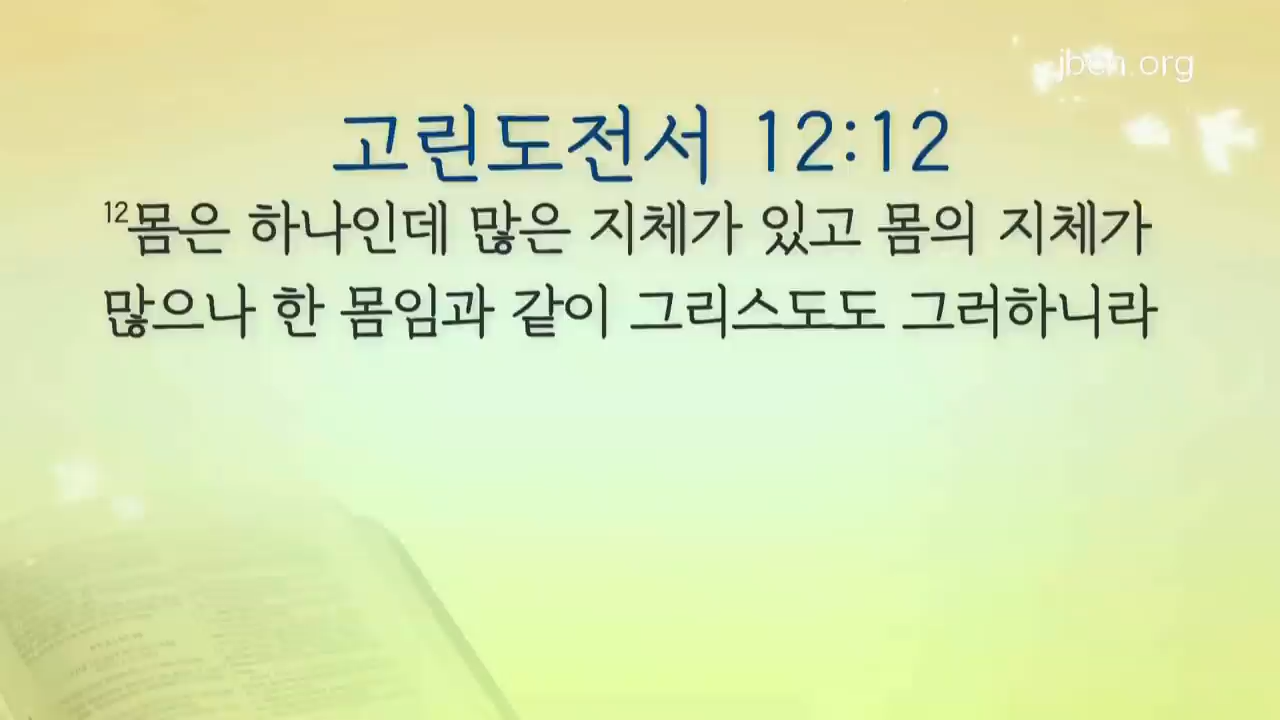 고린도전서 12:12
12몸은 하나인데 많은 지체가 있고 몸의 지체가
많으나 한 몸임과 같이 그리스도도 그러하니라